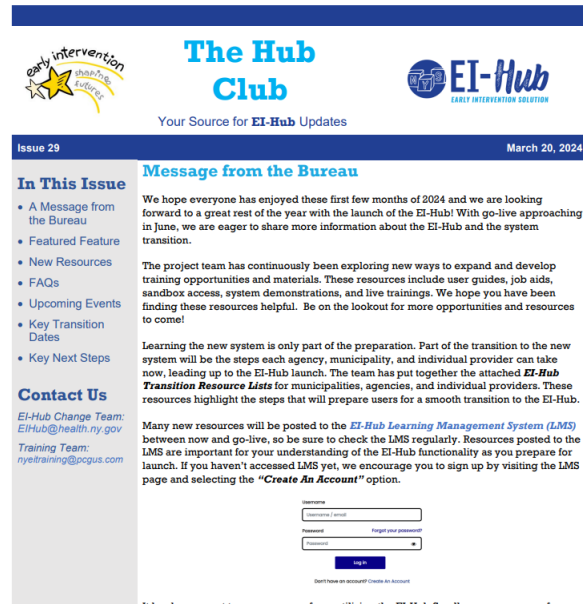 early intervention
shaping
futures
The Hub
Club
Your Source for EI-Hub Updates
EI-Hub
EARLY INTERVENTION SOLUTION
Issue 29
March 20, 2024
In This Issue
• A Message from
the Bureau
• Featured Feature
• New Resources
• FAQs
• Upcoming Events
• Key Transition
Dates
• Key Next Steps
Contact Us
EI-Hub Change Team:
EIHub@health.ny.gov
Training Team:
nyeitraining@pcgus.com
Message from the Bureau
We hope everyone has enjoyed these first few months of 2024 and we are looking
forward to a great rest of the year with the launch of the EI-Hub! With go-live approaching
in June, we are eager to share more information about the EI-Hub and the system
transition.
The project team has continuously been exploring new ways to expand and develop
training opportunities and materials. These resources include user guides, job aids,
sandbox access, system demonstrations, and live trainings. We hope you have been
finding these resources helpful. Be on the lookout for more opportunities and resources
to come!
Learning the new system is only part of the preparation. Part of the transition to the new
system will be the steps each agency, municipality, and individual provider can take
now, leading up to the EI-Hub launch. The team has put together the attached EI-Hub
Transition Resource Lists for municipalities, agencies, and individual providers. These
resources highlight the steps that will prepare users for a smooth transition to the EI-Hub.
Many new resources will be posted to the EI-Hub Learning Management System (LMS)
between now and go-live, so be sure to check the LMS regularly. Resources posted to the
LMS are important for your understanding of the EI-Hub functionality as you prepare for
launch. If you haven't accessed LMS yet, we encourage you to sign up by visiting the LMS
page and selecting the “Create An Account” option.
Username
Username / email
Password
Forgot your password?
Password
Log in
Don't have an account? Create An Account